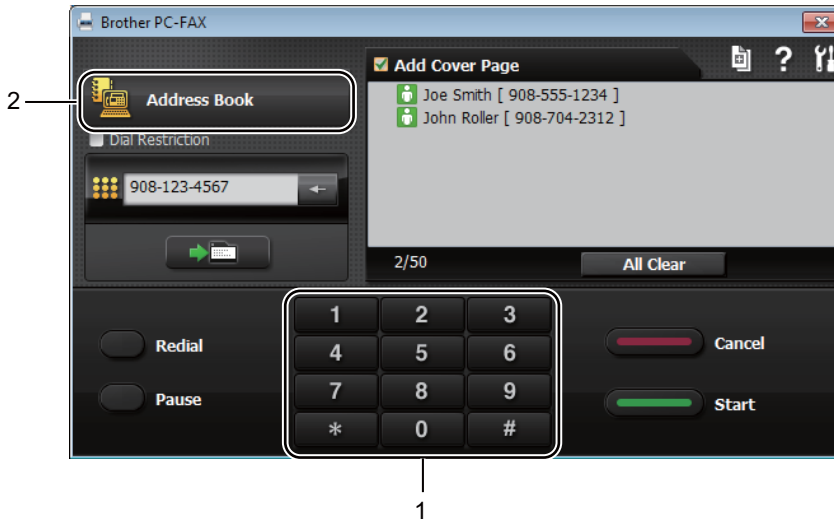 Brother PC-FAX
2
Address Book
Dial Restriction
908-123-4567
Add Cover Page
Joe Smith [ 908-555-1234 ]
John Roller [ 908-704-2312 ]
2/50
All Clear
Redial
Pause
1 2 3
4 5 6
7 8 9
* 0 #
Cancel
Start
1